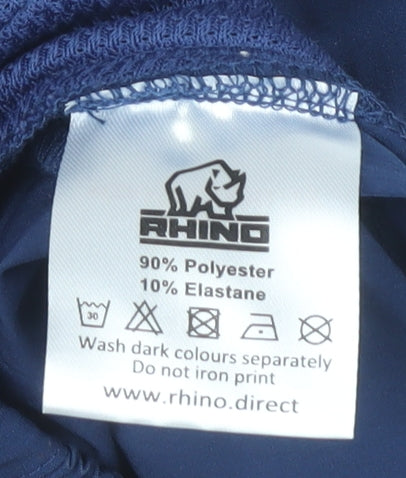 RHINO
90% Polyester
10% Elastane
30
Wash dark colours separately
Do not iron print
www.rhino.direct